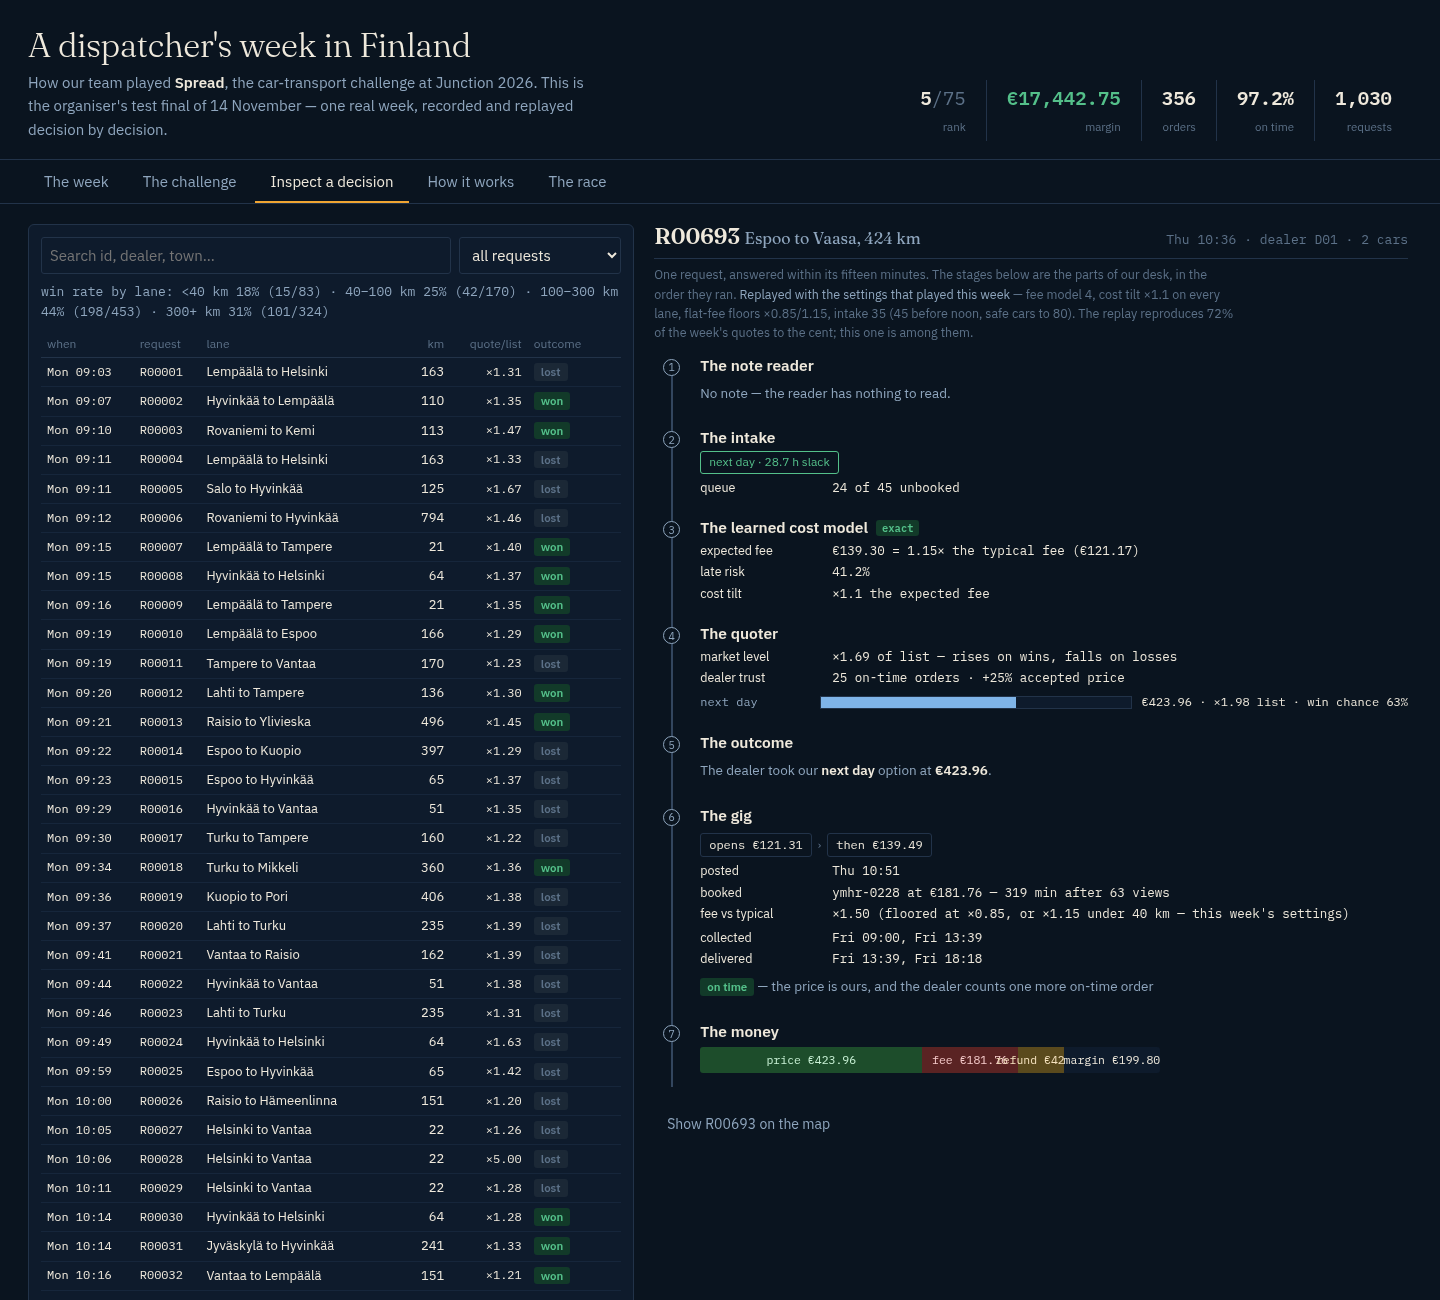 A dispatcher's week in Finland
How our team played Spread, the car-transport challenge at Junction 2026. This is
the organiser's test final of 14 November — one real week, recorded and replayed
decision by decision.
5/75
rank
€17,442.75
margin
356
orders
97.2%
on time
1,030
requests
The week The challenge Inspect a decision How it works The race
Search id, dealer, town...
all requests
win rate by lane: <40 km 18% (15/83) · 40–100 km 25% (42/170) · 100–300 km
44% (198/453) · 300+ km 31% (101/324)
when request lane km quote/list outcome
Mon 09:03 R00001 Lempäälä to Helsinki 163 ×1.31 lost
Mon 09:07 R00002 Hyvinkää to Lempäälä 110 ×1.35 won
Mon 09:10 R00003 Rovaniemi to Kemi 113 ×1.47 won
Mon 09:11 R00004 Lempäälä to Helsinki 163 ×1.33 lost
Mon 09:11 R00005 Salo to Hyvinkää 125 ×1.67 lost
Mon 09:12 R00006 Rovaniemi to Hyvinkää 794 ×1.46 lost
Mon 09:15 R00007 Lempäälä to Tampere 21 ×1.40 won
Mon 09:15 R00008 Hyvinkää to Helsinki 64 ×1.37 won
Mon 09:16 R00009 Lempäälä to Tampere 21 ×1.35 won
Mon 09:19 R00010 Lempäälä to Espoo 166 ×1.29 won
Mon 09:19 R00011 Tampere to Vantaa 170 ×1.23 lost
Mon 09:20 R00012 Lahti to Tampere 136 ×1.30 won
Mon 09:21 R00013 Raisio to Ylivieska 496 ×1.45 won
Mon 09:22 R00014 Espoo to Kuopio 397 ×1.29 lost
Mon 09:23 R00015 Espoo to Hyvinkää 65 ×1.37 lost
Mon 09:29 R00016 Hyvinkää to Vantaa 51 ×1.35 lost
Mon 09:30 R00017 Turku to Tampere 160 ×1.22 lost
Mon 09:34 R00018 Turku to Mikkeli 360 ×1.36 won
Mon 09:36 R00019 Kuopio to Pori 406 ×1.38 lost
Mon 09:37 R00020 Lahti to Turku 235 ×1.39 lost
Mon 09:41 R00021 Vantaa to Raisio 162 ×1.39 lost
Mon 09:44 R00022 Hyvinkää to Vantaa 51 ×1.38 lost
Mon 09:46 R00023 Lahti to Turku 235 ×1.31 lost
Mon 09:49 R00024 Hyvinkää to Helsinki 64 ×1.63 lost
Mon 09:59 R00025 Espoo to Hyvinkää 65 ×1.42 lost
Mon 10:00 R00026 Raisio to Hämeenlinna 151 ×1.20 lost
Mon 10:05 R00027 Helsinki to Vantaa 22 ×1.26 lost
Mon 10:06 R00028 Helsinki to Vantaa 22 ×5.00 lost
Mon 10:11 R00029 Helsinki to Vantaa 22 ×1.28 lost
Mon 10:14 R00030 Hyvinkää to Helsinki 64 ×1.28 won
Mon 10:14 R00031 Jyväskylä to Hyvinkää 241 ×1.33 won
Mon 10:16 R00032 Vantaa to Lempäälä 151 ×1.21 won
R00693 Espoo to Vaasa, 424 km
Thu 10:36 · dealer D01 · 2 cars
One request, answered within its fifteen minutes. The stages below are the parts of our desk, in the
order they ran. Replayed with the settings that played this week — fee model 4, cost tilt ×1.1 on every
lane, flat-fee floors ×0.85/1.15, intake 35 (45 before noon, safe cars to 80). The replay reproduces 72%
of the week's quotes to the cent; this one is among them.
1 The note reader
No note — the reader has nothing to read.
2 The intake
next day · 28.7 h slack
queue 24 of 45 unbooked
3 The learned cost model exact
expected fee €139.30 = 1.15× the typical fee (€121.17)
late risk 41.2%
cost tilt ×1.1 the expected fee
4 The quoter
market level ×1.69 of list — rises on wins, falls on losses
dealer trust 25 on-time orders · +25% accepted price
next day €423.96 · ×1.98 list · win chance 63%
5 The outcome
The dealer took our next day option at €423.96.
6 The gig
opens €121.31 › then €139.49
posted Thu 10:51
booked ymhr-0228 at €181.76 — 319 min after 63 views
fee vs typical ×1.50 (floored at ×0.85, or ×1.15 under 40 km — this week's settings)
collected Fri 09:00, Fri 13:39
delivered Fri 13:39, Fri 18:18
on time — the price is ours, and the dealer counts one more on-time order
7 The money
price €423.96 fee €181.76 refund €42 margin €199.80
Show R00693 on the map